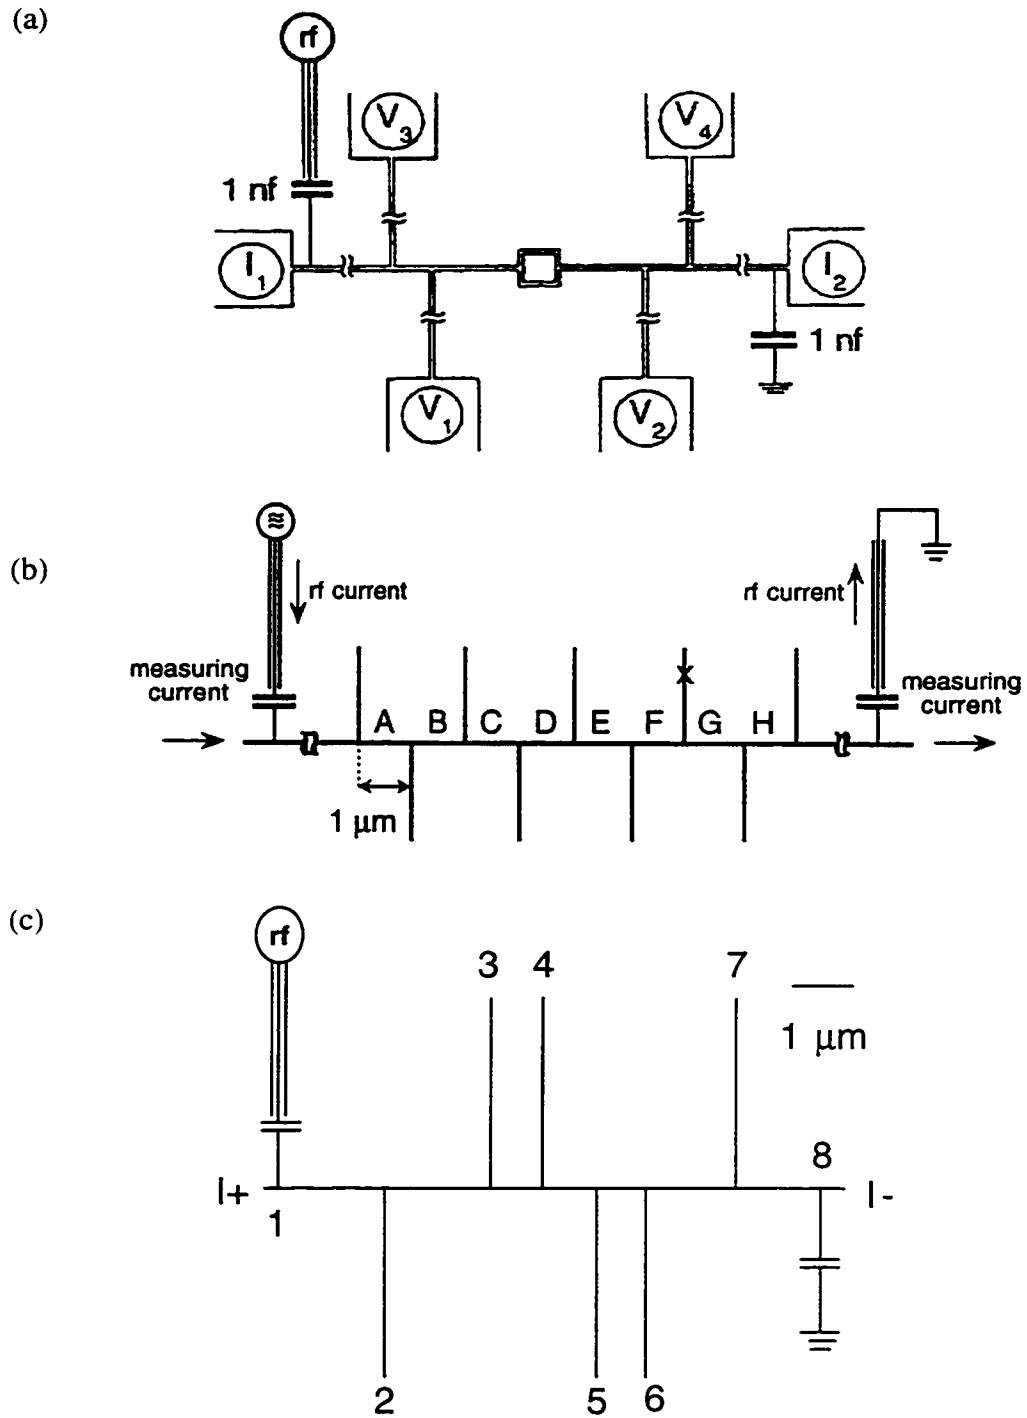 (a)
rf
V3
V4
1 nf
I1
I2
1 nf
V1
V2
(b)
≋
rf current
rf current
measuring
current
measuring
current
x
A B C D E F G H
1 μm
(c)
rf
3 4 7
1 μm
8
I+
I-
1
2 5 6